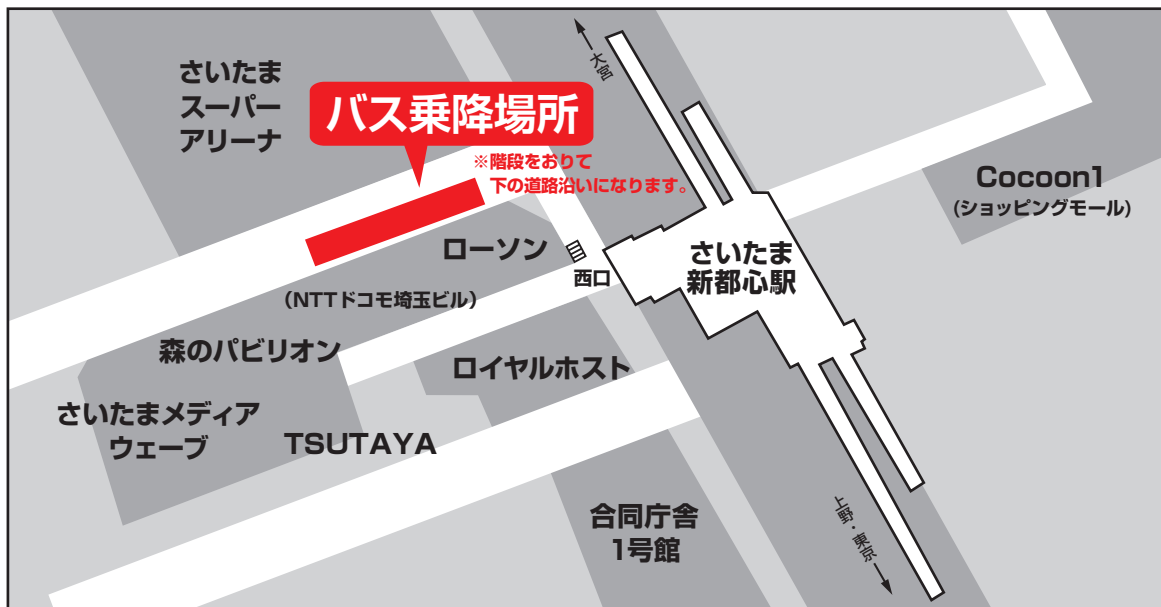 大宮
さいたま
スーパー
アリーナ
バス乗降場所
※階段をおりて
下の道路沿いになります。
Cocoon1
(ショッピングモール)
ローソン
西口
さいたま
新都心駅
（NTTドコモ埼玉ビル）
森のパビリオン
ロイヤルホスト
さいたまメディア
ウェーブ
TSUTAYA
合同庁舎
1号館
上野・東京